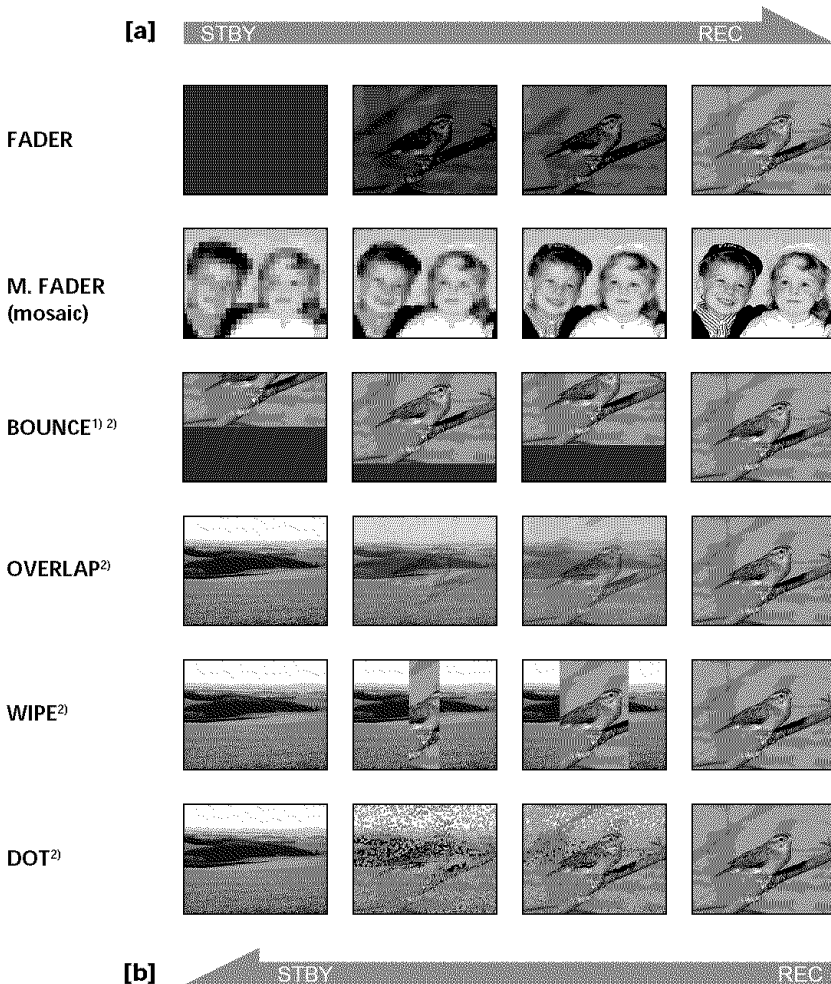 [a] STBY REC
FADER
M. FADER
(mosaic)
BOUNCE1) 2)
OVERLAP2)
WIPE2)
DOT2)
[b] STBY REC